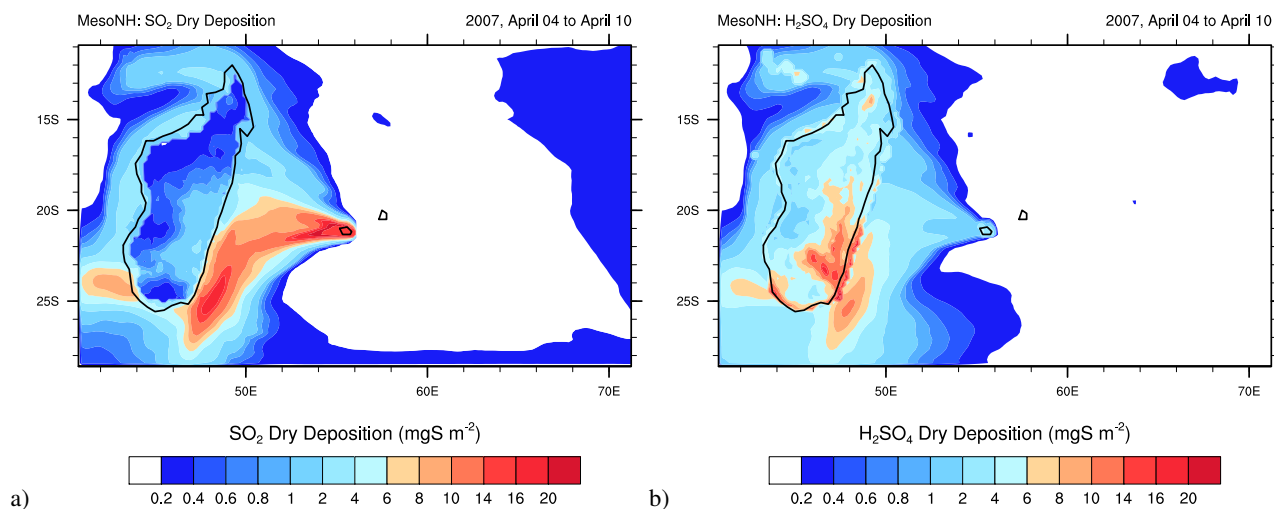 MesoNH: SO₂ Dry Deposition 2007, April 04 to April 10
15S
20S
25S
50E 60E 70E
SO₂ Dry Deposition (mgS m⁻²)
0.2 0.4 0.6 0.8 1 2 4 6 8 10 14 16 20
a)
MesoNH: H₂SO₄ Dry Deposition 2007, April 04 to April 10
15S
20S
25S
50E 60E 70E
H₂SO₄ Dry Deposition (mgS m⁻²)
0.2 0.4 0.6 0.8 1 2 4 6 8 10 14 16 20
b)